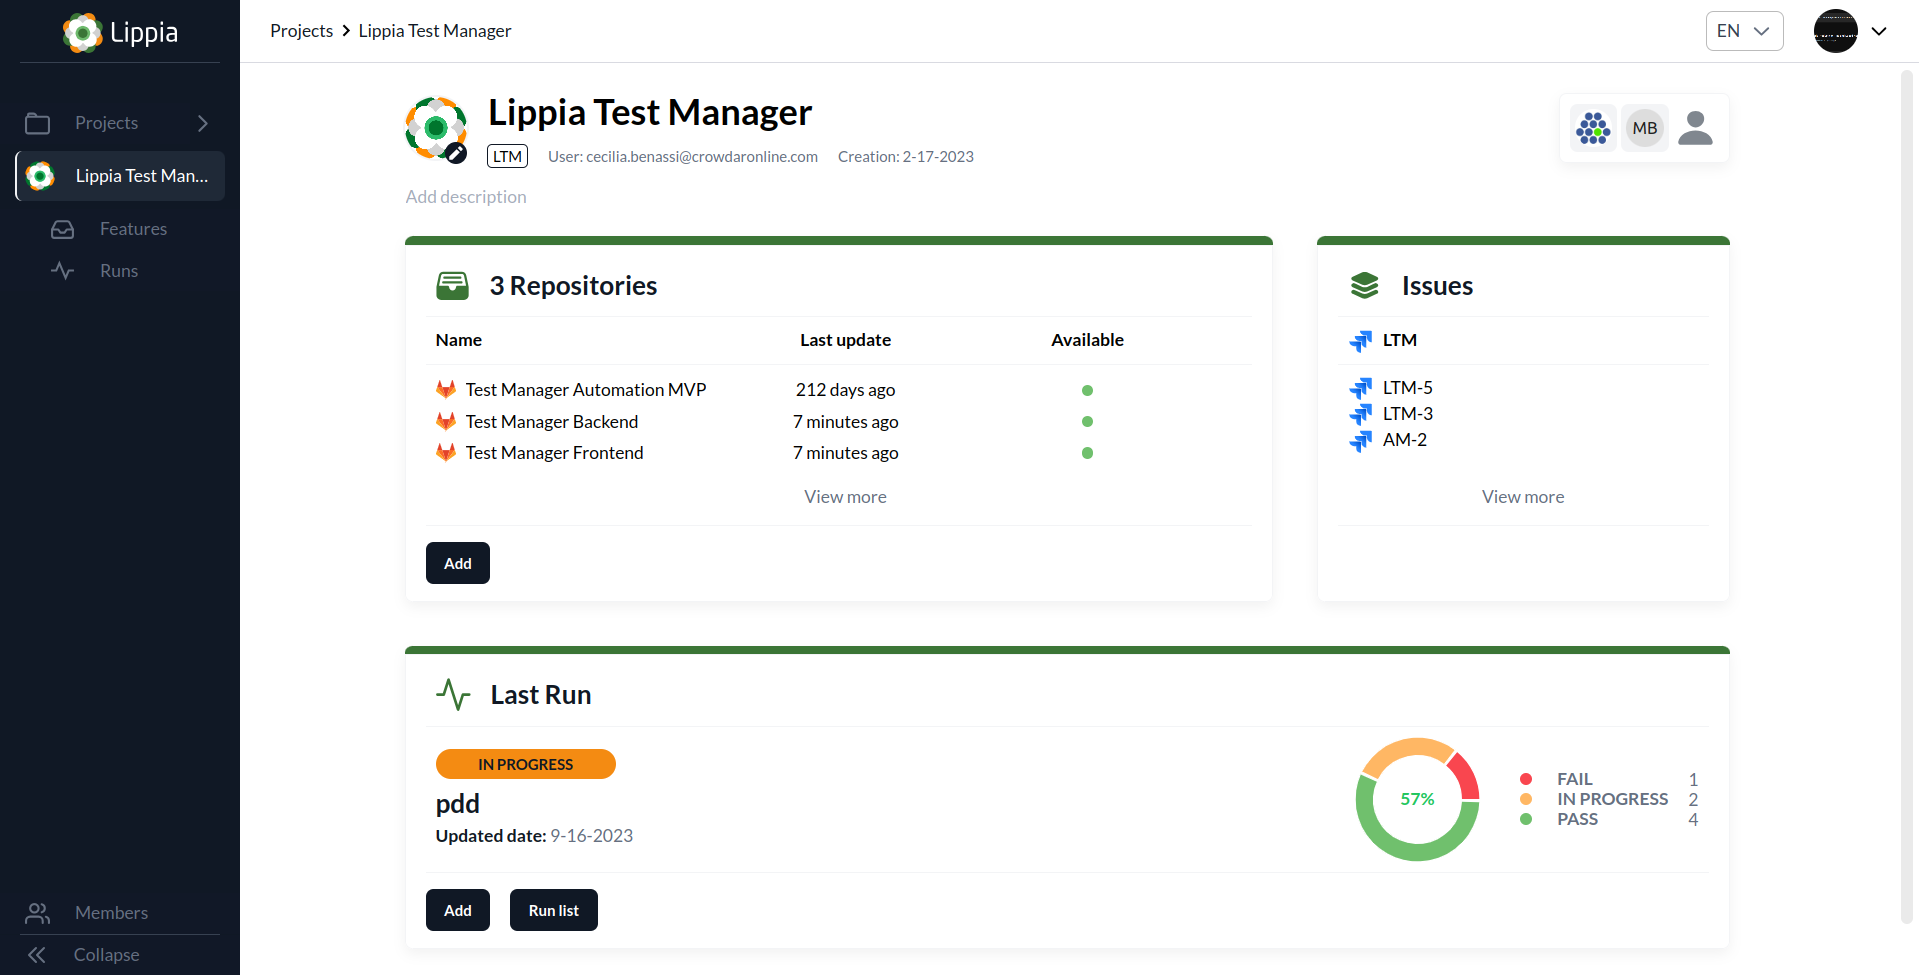 Lippia
Projects
Lippia Test Man...
Features
Runs
Members
Collapse
Projects > Lippia Test Manager
EN
Lippia Test Manager
LTM User: cecilia.benassi@crowdaronline.com Creation: 2-17-2023
MB
Add description
3 Repositories
Name Last update Available
Test Manager Automation MVP 212 days ago
Test Manager Backend 7 minutes ago
Test Manager Frontend 7 minutes ago
View more
Add
Issues
LTM
LTM-5
LTM-3
AM-2
View more
Last Run
IN PROGRESS
pdd
Updated date: 9-16-2023
57%
FAIL 1
IN PROGRESS 2
PASS 4
Add Run list